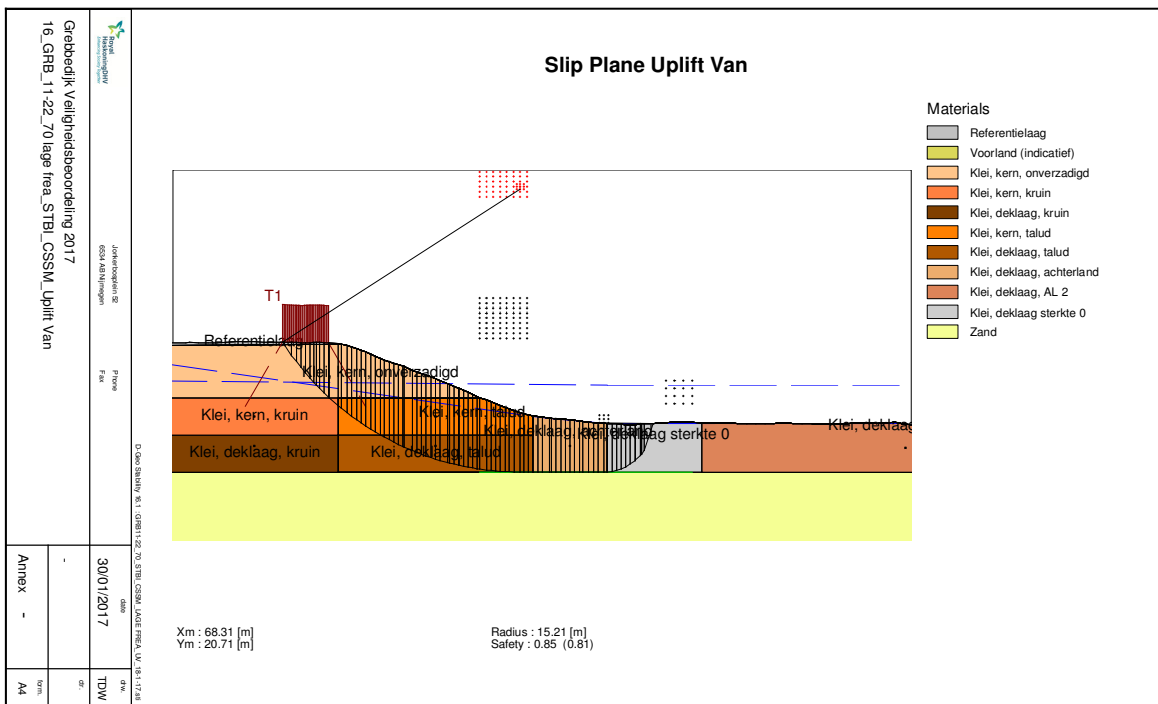 Slip Plane Uplift Van
Materials
Referentielaag
Voorland (indicatief)
Klei, kern, onverzadigd
Klei, kern, kruin
Klei, deklaag, kruin
Klei, kern, talud
Klei, deklaag, talud
Klei, deklaag, achterland
Klei, deklaag, AL 2
Klei, deklaag sterkte 0
Zand
T1
Referentielaag
Klei, kern, onverzadigd
Klei, kern, kruin
Klei, kern, talud
Klei, deklaag, kruin
Klei, deklaag, talud
Klei, deklaag,
Klei, deklaag sterkte 0
Klei, deklaag
Xm : 68.31 [m]
Ym : 20.71 [m]
Radius : 15.21 [m]
Safety : 0.85 (0.81)
Royal
HaskoningDHV
Jonkerbosplein 52
6534 AB Nijmegen
Phone
Fax
Grebbedijk Veiligheidsbeoordeling 2017
16_GRB_11-22_70 lage frea_STBI_CSSM_Uplift Van
date
30/01/2017
drw.
TDW
-
ctr.
Annex -
form.
A4